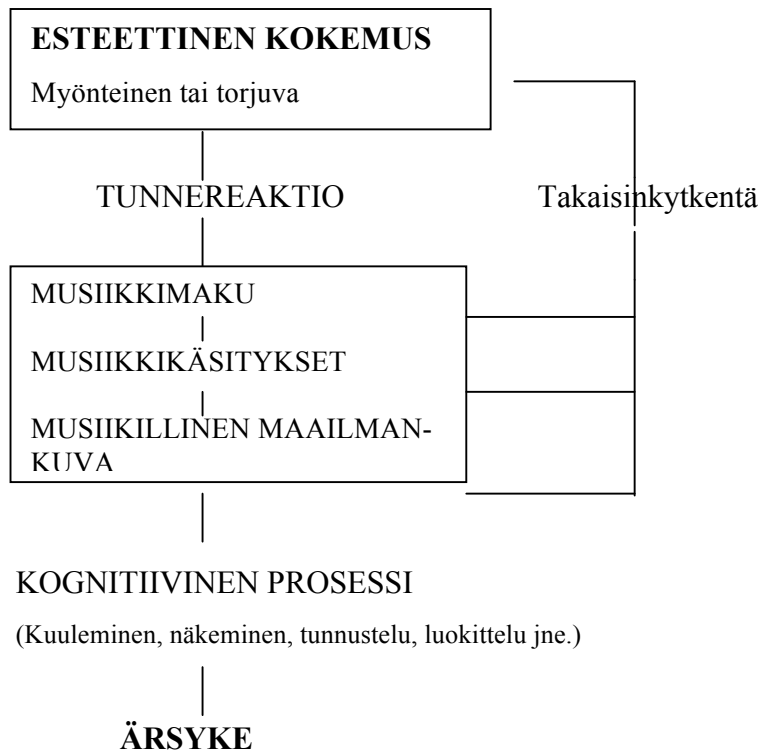 ESTEETTINEN KOKEMUS
Myönteinen tai torjuva
TUNNEREAKTIO
Takaisinkytkentä
MUSIIKKIMAKU
MUSIIKKIKÄSITYKSET
MUSIIKILLINEN MAAILMAN-
KUVA
KOGNITIIVINEN PROSESSI
(Kuuleminen, näkeminen, tunnustelu, luokittelu jne.)
ÄRSYKE